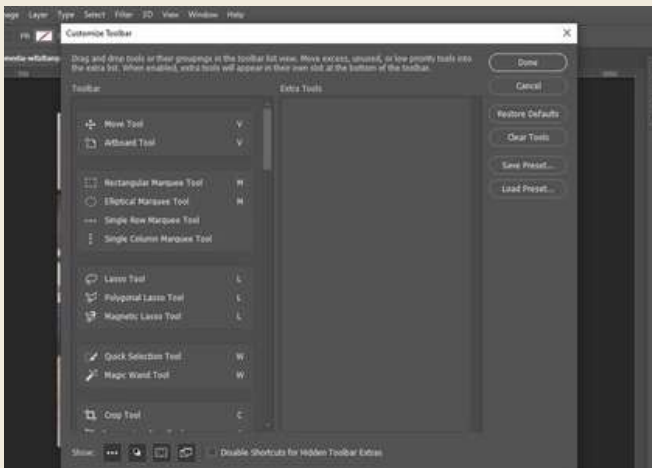 Layer Type Select Filter 3D View Window Help
Fill:
Customize Toolbar
Drag and drop tools or their groupings in the toolbar list view. Move excess, unused, or low priority tools into
the extra list. When enabled, extra tools will appear in their own slot at the bottom of the toolbar.
Toolbar
Extra Tools
Done
Cancel
Restore Defaults
Clear Tools
Save Preset...
Load Preset...
Move Tool V
Artboard Tool V
Rectangular Marquee Tool M
Elliptical Marquee Tool M
Single Row Marquee Tool
Single Column Marquee Tool
Lasso Tool L
Polygonal Lasso Tool L
Magnetic Lasso Tool L
Quick Selection Tool W
Magic Wand Tool W
Crop Tool C
Show:
Disable Shortcuts for Hidden Toolbar Extras